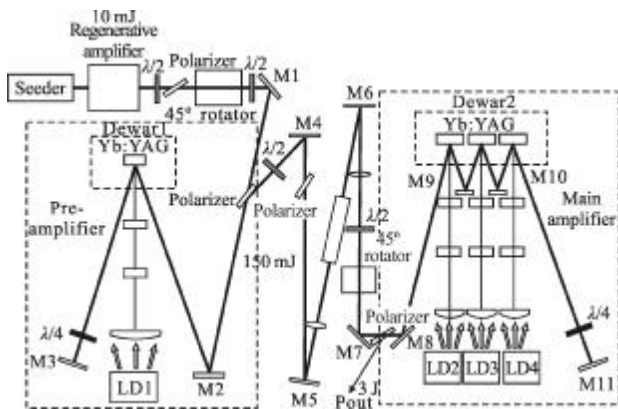 10 mJ
Regenerative
amplifier
Seeder
λ/2
Polarizer
λ/2
45° rotator
M1
Dewar1
Yb:YAG
Pre-
amplifier
λ/4
M3
LD1
M2
Polarizer
λ/2
M4
Polarizer
150 mJ
M5
M6
λ/2
45°
rotator
M7
Polarizer
3 J
Pout
M8
Dewar2
Yb:YAG
M9
M10
Main
amplifier
λ/4
LD2
LD3
LD4
M11